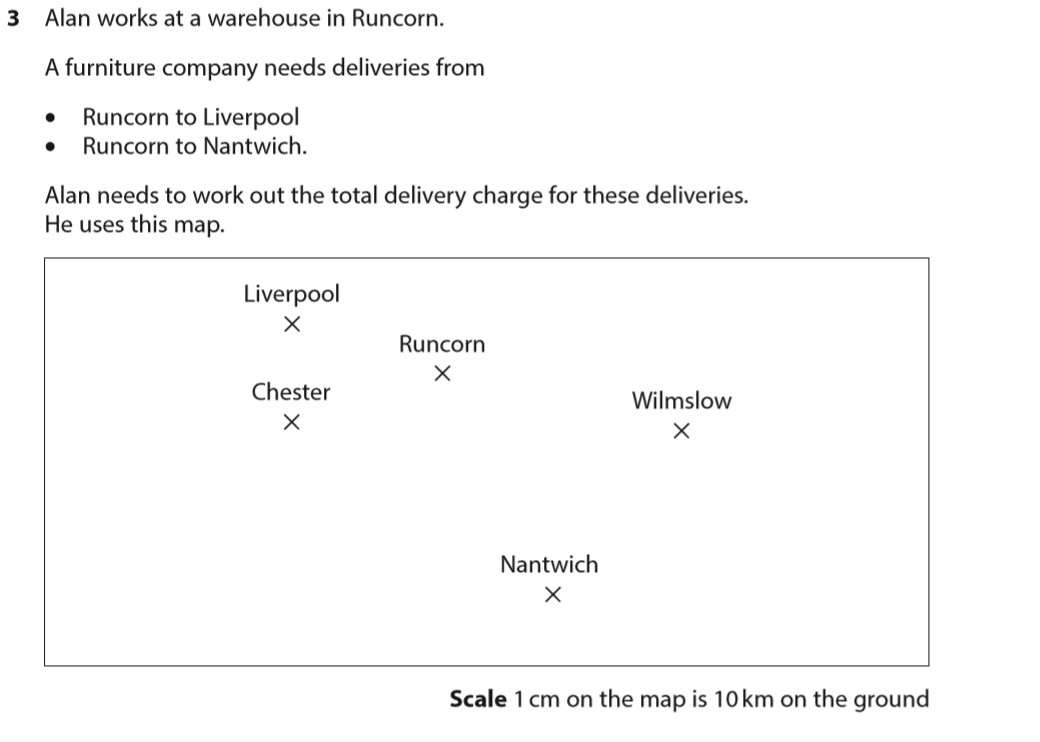 3 Alan works at a warehouse in Runcorn.
A furniture company needs deliveries from
• Runcorn to Liverpool
• Runcorn to Nantwich.
Alan needs to work out the total delivery charge for these deliveries.
He uses this map.
Liverpool
Runcorn
Chester
Wilmslow
Nantwich
Scale 1 cm on the map is 10 km on the ground